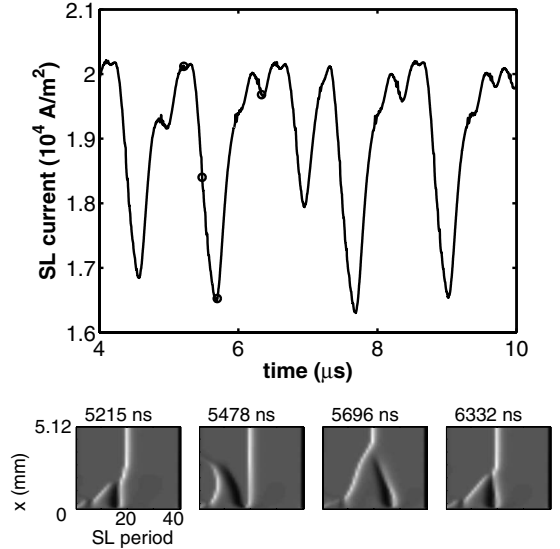 2.1
2
1.9
1.8
1.7
1.6
SL current (10⁴ A/m²)
4 6 8 10
time (μs)
5215 ns 5478 ns 5696 ns 6332 ns
5.12
x (mm)
0
20 40
SL period